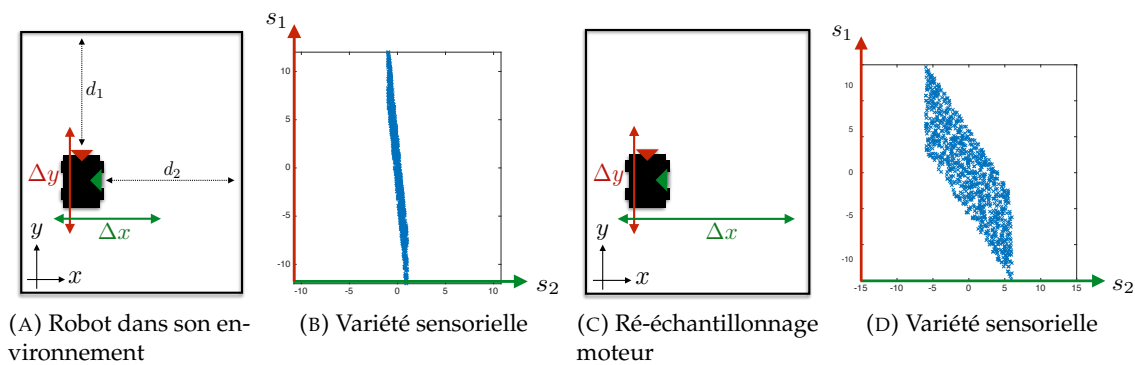 d₁
d₂
Δy
Δx
y
x
(A) Robot dans son en-
vironnement
s₁
10
5
0
-5
-10
-10
-5
0
5
10
s₂
(B) Variété sensorielle
Δy
Δx
y
x
(C) Ré-échantillonnage
moteur
s₁
10
5
0
-5
-10
-15
-10
-5
0
5
10
15
s₂
(D) Variété sensorielle